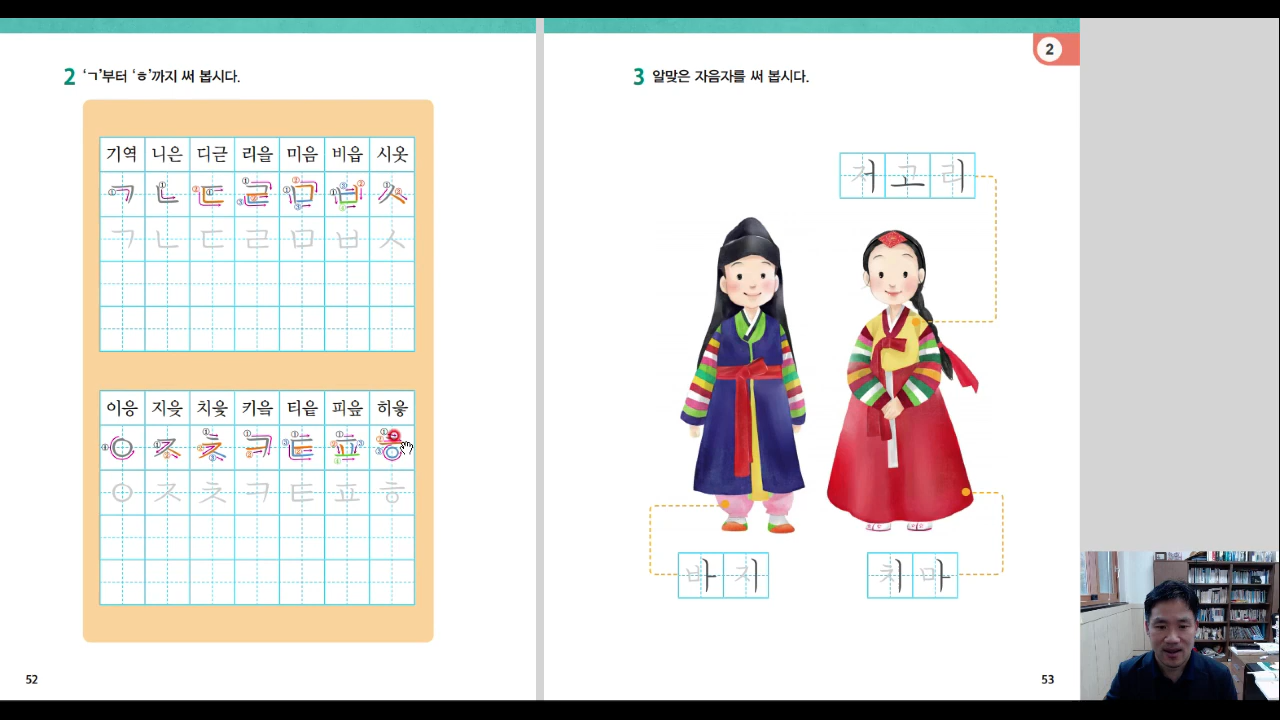 2 'ㄱ'부터 'ㅎ'까지 써 봅시다.
기역 니은 디귿 리을 미음 비읍 시옷
ㄱ ㄴ ㄷ ㄹ ㅁ ㅂ ㅅ
ㄱ ㄴ ㄷ ㄹ ㅁ ㅂ ㅅ
이응 지읒 치읓 키읔 티읕 피읖 히읗
ㅇ ㅈ ㅊ ㅋ ㅌ ㅍ ㅎ
ㅇ ㅈ ㅊ ㅋ ㅌ ㅍ ㅎ
52
2
3 알맞은 자음자를 써 봅시다.
저고리
바지
치마
53